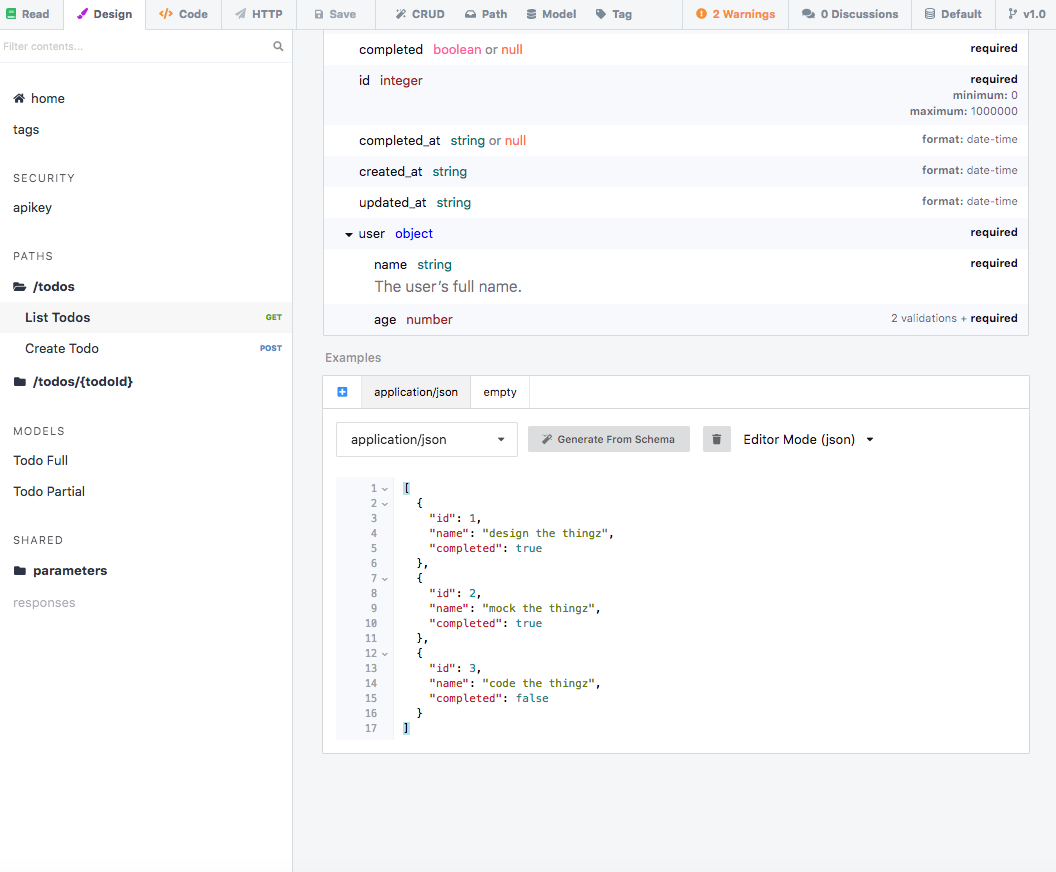 Read Design Code HTTP Save CRUD Path Model Tag 2 Warnings 0 Discussions Default v1.0
Filter contents...
home
tags
SECURITY
apikey
PATHS
/todos
List Todos GET
Create Todo POST
/todos/{todoId}
MODELS
Todo Full
Todo Partial
SHARED
parameters
responses
completed boolean or null required
id integer required
minimum: 0
maximum: 1000000
completed_at string or null format: date-time
created_at string format: date-time
updated_at string format: date-time
user object required
name string required
The user's full name.
age number 2 validations + required
Examples
application/json empty
application/json Generate From Schema Editor Mode (json)
1 [
2 {
3 "id": 1,
4 "name": "design the thingz",
5 "completed": true
6 },
7 {
8 "id": 2,
9 "name": "mock the thingz",
10 "completed": true
11 },
12 {
13 "id": 3,
14 "name": "code the thingz",
15 "completed": false
16 }
17 ]